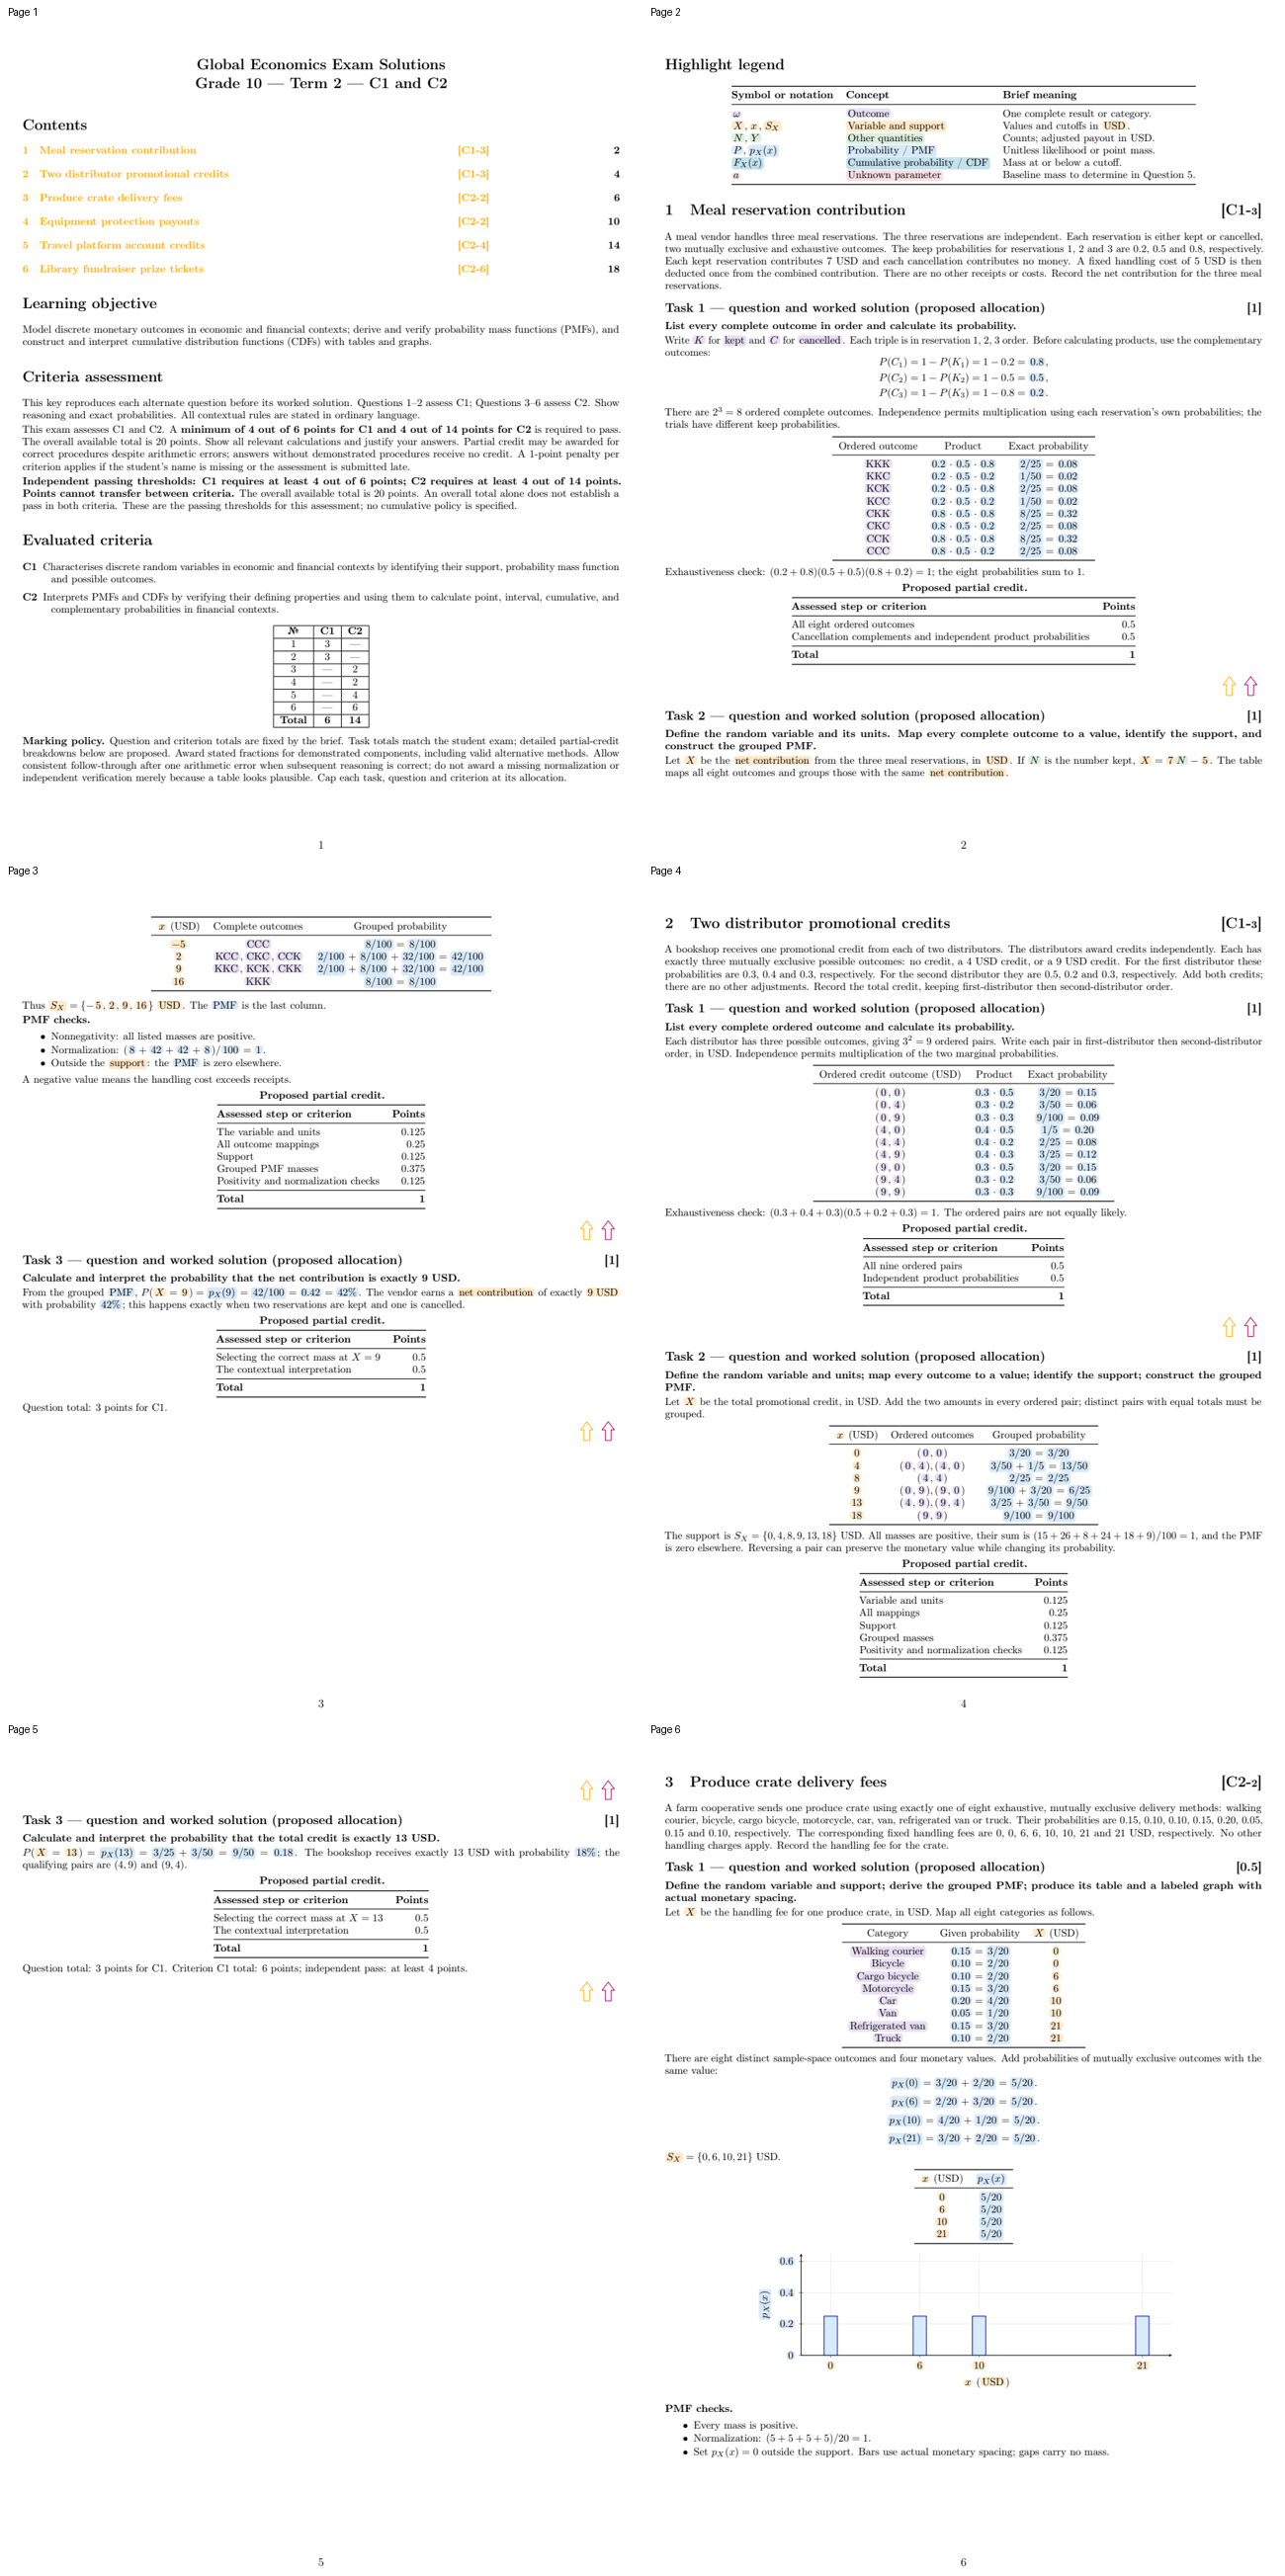 Page 1
Global Economics Exam Solutions
Grade 10 — Term 2 — C1 and C2
Contents
1 Meal reservation contribution [C1-3] 2
2 Two distributor promotional credits [C1-3] 4
3 Produce crate delivery fees [C2-2] 6
4 Equipment protection payouts [C2-2] 10
5 Travel platform account credits [C2-4] 14
6 Library fundraiser prize tickets [C2-6] 18
Learning objective
Model discrete monetary outcomes in economic and financial contexts; derive and verify probability mass functions (PMFs), and
construct and interpret cumulative distribution functions (CDFs) with tables and graphs.
Criteria assessment
This key reproduces each alternate question before its worked solution. Questions 1–2 assess C1; Questions 3–6 assess C2. Show
reasoning and exact probabilities. All contextual rules are stated in ordinary language.
This exam assesses C1 and C2. A minimum of 4 out of 6 points for C1 and 4 out of 14 points for C2 is required to pass.
The overall available total is 20 points. Show all relevant calculations and justify your answers. Partial credit may be awarded for
correct procedures despite arithmetic errors; answers without demonstrated procedures receive no credit. A 1-point penalty per
criterion applies if the student's name is missing or the assessment is submitted late.
Independent passing thresholds: C1 requires at least 4 out of 6 points; C2 requires at least 4 out of 14 points.
Points cannot transfer between criteria. The overall available total is 20 points. An overall total alone does not establish a
pass in both criteria. These are the passing thresholds for this assessment; no cumulative policy is specified.
Evaluated criteria
C1 Characterises discrete random variables in economic and financial contexts by identifying their support, probability mass function
and possible outcomes.
C2 Interprets PMFs and CDFs by verifying their defining properties and using them to calculate point, interval, cumulative, and
complementary probabilities in financial contexts.
№ C1 C2
1 3 —
2 3 —
3 — 2
4 — 2
5 — 4
6 — 6
Total 6 14
Marking policy. Question and criterion totals are fixed by the brief. Task totals match the student exam; detailed partial-credit
breakdowns below are proposed. Award stated fractions for demonstrated components, including valid alternative methods. Allow
consistent follow-through after one arithmetic error when subsequent reasoning is correct; do not award a missing normalization or
independent verification merely because a table looks plausible. Cap each task, question and criterion at its allocation.
1
Page 2
Highlight legend
Symbol or notation Concept Brief meaning
ω Outcome One complete result or category.
X, x, S_X Variable and support Values and cutoffs in USD.
N, Y Other quantities Counts; adjusted payout in USD.
P, p_X(x) Probability / PMF Unitless likelihood or point mass.
F_X(x) Cumulative probability / CDF Mass at or below a cutoff.
a Unknown parameter Baseline mass to determine in Question 5.
1 Meal reservation contribution [C1-3]
A meal vendor handles three meal reservations. The three reservations are independent. Each reservation is either kept or cancelled,
two mutually exclusive and exhaustive outcomes. The keep probabilities for reservations 1, 2 and 3 are 0.2, 0.5 and 0.8, respectively.
Each kept reservation contributes 7 USD and each cancellation contributes no money. A fixed handling cost of 5 USD is then
deducted once from the combined contribution. There are no other receipts or costs. Record the net contribution for the three meal
reservations.
Task 1 — question and worked solution (proposed allocation) [1]
List every complete outcome in order and calculate its probability.
Write K for kept and C for cancelled. Each triple is in reservation 1, 2, 3 order. Before calculating products, use the complementary
outcomes:
P(C₁) = 1 − P(K₁) = 1 − 0.2 = 0.8,
P(C₂) = 1 − P(K₂) = 1 − 0.5 = 0.5,
P(C₃) = 1 − P(K₃) = 1 − 0.8 = 0.2.
There are 2³ = 8 ordered complete outcomes. Independence permits multiplication using each reservation's own probabilities; the
trials have different keep probabilities.
Ordered outcome Product Exact probability
KKK 0.2 · 0.5 · 0.8 2/25 = 0.08
KKC 0.2 · 0.5 · 0.2 1/50 = 0.02
KCK 0.2 · 0.5 · 0.8 2/25 = 0.08
KCC 0.2 · 0.5 · 0.2 1/50 = 0.02
CKK 0.8 · 0.5 · 0.8 8/25 = 0.32
CKC 0.8 · 0.5 · 0.2 2/25 = 0.08
CCK 0.8 · 0.5 · 0.8 8/25 = 0.32
CCC 0.8 · 0.5 · 0.2 2/25 = 0.08
Exhaustiveness check: (0.2 + 0.8)(0.5 + 0.5)(0.8 + 0.2) = 1; the eight probabilities sum to 1.
Proposed partial credit.
Assessed step or criterion Points
All eight ordered outcomes 0.5
Cancellation complements and independent product probabilities 0.5
Total 1
Task 2 — question and worked solution (proposed allocation) [1]
Define the random variable and its units. Map every complete outcome to a value, identify the support, and
construct the grouped PMF.
Let X be the net contribution from the three meal reservations, in USD. If N is the number kept, X = 7N − 5. The table
maps all eight outcomes and groups those with the same net contribution.
2
Page 3
x (USD) Complete outcomes Grouped probability
−5 CCC 8/100 = 8/100
2 KCC, CKC, CCK 2/100 + 8/100 + 32/100 = 42/100
9 KKC, KCK, CKK 2/100 + 8/100 + 32/100 = 42/100
16 KKK 8/100 = 8/100
Thus S_X = {−5, 2, 9, 16} USD. The PMF is the last column.
PMF checks.
• Nonnegativity: all listed masses are positive.
• Normalization: (8 + 42 + 42 + 8)/100 = 1.
• Outside the support: the PMF is zero elsewhere.
A negative value means the handling cost exceeds receipts.
Proposed partial credit.
Assessed step or criterion Points
The variable and units 0.125
All outcome mappings 0.25
Support 0.125
Grouped PMF masses 0.375
Positivity and normalization checks 0.125
Total 1
Task 3 — question and worked solution (proposed allocation) [1]
Calculate and interpret the probability that the net contribution is exactly 9 USD.
From the grouped PMF, P(X = 9) = p_X(9) = 42/100 = 0.42 = 42%. The vendor earns a net contribution of exactly 9 USD
with probability 42%; this happens exactly when two reservations are kept and one is cancelled.
Proposed partial credit.
Assessed step or criterion Points
Selecting the correct mass at X = 9 0.5
The contextual interpretation 0.5
Total 1
Question total: 3 points for C1.
3
Page 4
2 Two distributor promotional credits [C1-3]
A bookshop receives one promotional credit from each of two distributors. The distributors award credits independently. Each has
exactly three mutually exclusive possible outcomes: no credit, a 4 USD credit, or a 9 USD credit. For the first distributor these
probabilities are 0.3, 0.4 and 0.3, respectively. For the second distributor they are 0.5, 0.2 and 0.3, respectively. Add both credits;
there are no other adjustments. Record the total credit, keeping first-distributor then second-distributor order.
Task 1 — question and worked solution (proposed allocation) [1]
List every complete ordered outcome and calculate its probability.
Each distributor has three possible outcomes, giving 3² = 9 ordered pairs. Write each pair in first-distributor then second-distributor
order, in USD. Independence permits multiplication of the two marginal probabilities.
Ordered credit outcome (USD) Product Exact probability
(0, 0) 0.3 · 0.5 3/20 = 0.15
(0, 4) 0.3 · 0.2 3/50 = 0.06
(0, 9) 0.3 · 0.3 9/100 = 0.09
(4, 0) 0.4 · 0.5 1/5 = 0.20
(4, 4) 0.4 · 0.2 2/25 = 0.08
(4, 9) 0.4 · 0.3 3/25 = 0.12
(9, 0) 0.3 · 0.5 3/20 = 0.15
(9, 4) 0.3 · 0.2 3/50 = 0.06
(9, 9) 0.3 · 0.3 9/100 = 0.09
Exhaustiveness check: (0.3 + 0.4 + 0.3)(0.5 + 0.2 + 0.3) = 1. The ordered pairs are not equally likely.
Proposed partial credit.
Assessed step or criterion Points
All nine ordered pairs 0.5
Independent product probabilities 0.5
Total 1
Task 2 — question and worked solution (proposed allocation) [1]
Define the random variable and units; map every outcome to a value; identify the support; construct the grouped
PMF.
Let X be the total promotional credit, in USD. Add the two amounts in every ordered pair; distinct pairs with equal totals must be
grouped.
x (USD) Ordered outcomes Grouped probability
0 (0, 0) 3/20 = 3/20
4 (0, 4), (4, 0) 3/50 + 1/5 = 13/50
8 (4, 4) 2/25 = 2/25
9 (0, 9), (9, 0) 9/100 + 3/20 = 6/25
13 (4, 9), (9, 4) 3/25 + 3/50 = 9/50
18 (9, 9) 9/100 = 9/100
The support is S_X = {0, 4, 8, 9, 13, 18} USD. All masses are positive, their sum is (15 + 26 + 8 + 24 + 18 + 9)/100 = 1, and the PMF
is zero elsewhere. Reversing a pair can preserve the monetary value while changing its probability.
Proposed partial credit.
Assessed step or criterion Points
Variable and units 0.125
All mappings 0.25
Support 0.125
Grouped masses 0.375
Positivity and normalization checks 0.125
Total 1
4
Page 5
Task 3 — question and worked solution (proposed allocation) [1]
Calculate and interpret the probability that the total credit is exactly 13 USD.
P(X = 13) = p_X(13) = 3/25 + 3/50 = 9/50 = 0.18. The bookshop receives exactly 13 USD with probability 18%; the
qualifying pairs are (4, 9) and (9, 4).
Proposed partial credit.
Assessed step or criterion Points
Selecting the correct mass at X = 13 0.5
The contextual interpretation 0.5
Total 1
Question total: 3 points for C1. Criterion C1 total: 6 points; independent pass: at least 4 points.
5
Page 6
3 Produce crate delivery fees [C2-2]
A farm cooperative sends one produce crate using exactly one of eight exhaustive, mutually exclusive delivery methods: walking
courier, bicycle, cargo bicycle, motorcycle, car, van, refrigerated van or truck. Their probabilities are 0.15, 0.10, 0.10, 0.15, 0.20, 0.05,
0.15 and 0.10, respectively. The corresponding fixed handling fees are 0, 0, 6, 6, 10, 10, 21 and 21 USD, respectively. No other
handling charges apply. Record the handling fee for the crate.
Task 1 — question and worked solution (proposed allocation) [0.5]
Define the random variable and support; derive the grouped PMF; produce its table and a labeled graph with
actual monetary spacing.
Let X be the handling fee for one produce crate, in USD. Map all eight categories as follows.
Category Given probability X (USD)
Walking courier 0.15 = 3/20 0
Bicycle 0.10 = 2/20 0
Cargo bicycle 0.10 = 2/20 6
Motorcycle 0.15 = 3/20 6
Car 0.20 = 4/20 10
Van 0.05 = 1/20 10
Refrigerated van 0.15 = 3/20 21
Truck 0.10 = 2/20 21
There are eight distinct sample-space outcomes and four monetary values. Add probabilities of mutually exclusive outcomes with the
same value:
p_X(0) = 3/20 + 2/20 = 5/20.
p_X(6) = 2/20 + 3/20 = 5/20.
p_X(10) = 4/20 + 1/20 = 5/20.
p_X(21) = 3/20 + 2/20 = 5/20.
S_X = {0, 6, 10, 21} USD.
x (USD) p_X(x)
0 5/20
6 5/20
10 5/20
21 5/20
0.6
0.4
0.2
0
p_X(x)
0 6 10 21
x (USD)
PMF checks.
• Every mass is positive.
• Normalization: (5 + 5 + 5 + 5)/20 = 1.
• Set p_X(x) = 0 outside the support. Bars use actual monetary spacing; gaps carry no mass.
6